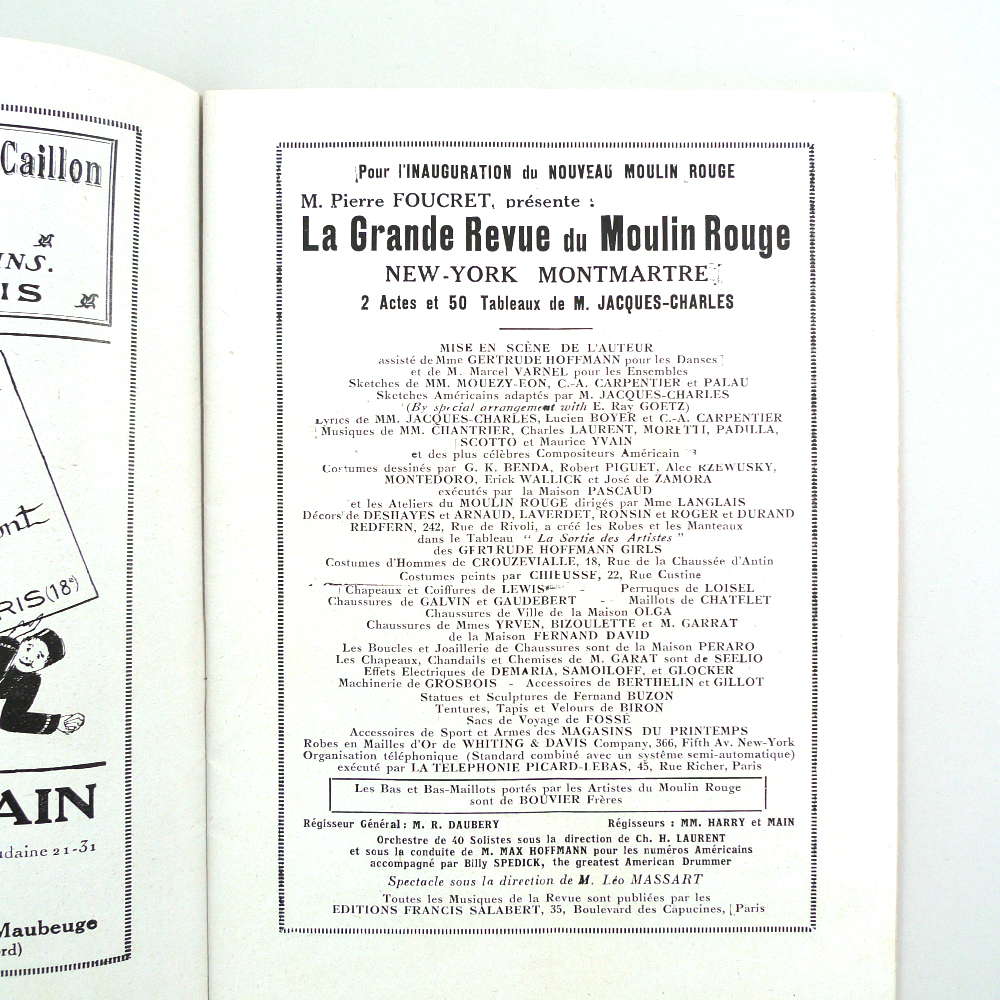 Caillon
INS.
IS
ont
RIS (18e)
AIN
udaine 21-31
Maubeuge
rd)
Pour l'INAUGURATION du NOUVEAU MOULIN ROUGE
M. Pierre FOUCRET, présente :
La Grande Revue du Moulin Rouge
NEW-YORK MONTMARTRE
2 Actes et 50 Tableaux de M. JACQUES-CHARLES
MISE EN SCÈNE DE L'AUTEUR
assisté de Mme GERTRUDE HOFFMANN pour les Danses
et de M. Marcel VARNEL pour les Ensembles
Sketches de MM. MOUEZY-EON, C.-A. CARPENTIER et PALAU
Sketches Américains adaptés par M. JACQUES-CHARLES
(By special arrangement with E. Ray GOETZ)
Lyrics de MM. JACQUES-CHARLES, Lucien BOYER et C.-A. CARPENTIER
Musiques de MM. CHANTRIER, Charles LAURENT, MORETTI, PADILLA,
SCOTTO et Maurice YVAIN
et des plus célèbres Compositeurs Américain
Costumes dessinés par G. K. BENDA, Robert PIGUET, Alec RZEWUSKY,
MONTEDORO, Erick WALLICK et José de ZAMORA
exécutés par la Maison PASCAUD
et les Ateliers du MOULIN ROUGE dirigés par Mme LANGLAIS
Décors de DESHAYES et ARNAUD, LAVERDET, RONSIN et ROGER et DURAND
REDFERN, 242, Rue de Rivoli, a créé les Robes et les Manteaux
dans le Tableau " La Sortie des Artistes "
des GERTRUDE HOFFMANN GIRLS
Costumes d'Hommes de CROUZEVIALLE, 18, Rue de la Chaussée d'Antin
Costumes peints par CHIEUSSE, 22, Rue Custine
Chapeaux et Coiffures de LEWIS - Perruques de LOISEL
Chaussures de GALVIN et GAUDEBERT - Maillots de CHATELET
Chaussures de Ville de la Maison OLGA
Chaussures de Mmes YRVEN, BIZOULETTE et M. GARRAT
de la Maison FERNAND DAVID
Les Boucles et Joaillerie de Chaussures sont de la Maison PERARO
Les Chapeaux, Chandails et Chemises de M. GARAT sont de SEELIO
Effets Electriques de DEMARIA, SAMOILOFF, et GLOCKER
Machinerie de GROSBOIS - Accessoires de BERTHELIN et GILLOT
Statues et Sculptures de Fernand BUZON
Tentures, Tapis et Velours de BIRON
Sacs de Voyage de FOSSÉ
Accessoires de Sport et Armes des MAGASINS DU PRINTEMPS
Robes en Mailles d'Or de WHITING & DAVIS Company, 366, Fifth Av. New-York
Organisation téléphonique (Standard combiné avec un système semi-automatique)
exécuté par LA TELEPHONIE PICARD-LEBAS, 45, Rue Richer, Paris
Les Bas et Bas-Maillots portés par les Artistes du Moulin Rouge
sont de BOUVIER Frères
Régisseur Général : M. R. DAUBERY Régisseurs : MM. HARRY et MAIN
Orchestre de 40 Solistes sous la direction de Ch. H. LAURENT
et sous la conduite de M. MAX HOFFMANN pour les numéros Américains
accompagné par Billy SPEDICK, the greatest American Drummer
Spectacle sous la direction de M. Léo MASSART
Toutes les Musiques de la Revue sont publiées par les
EDITIONS FRANCIS SALABERT, 35, Boulevard des Capucines, Paris